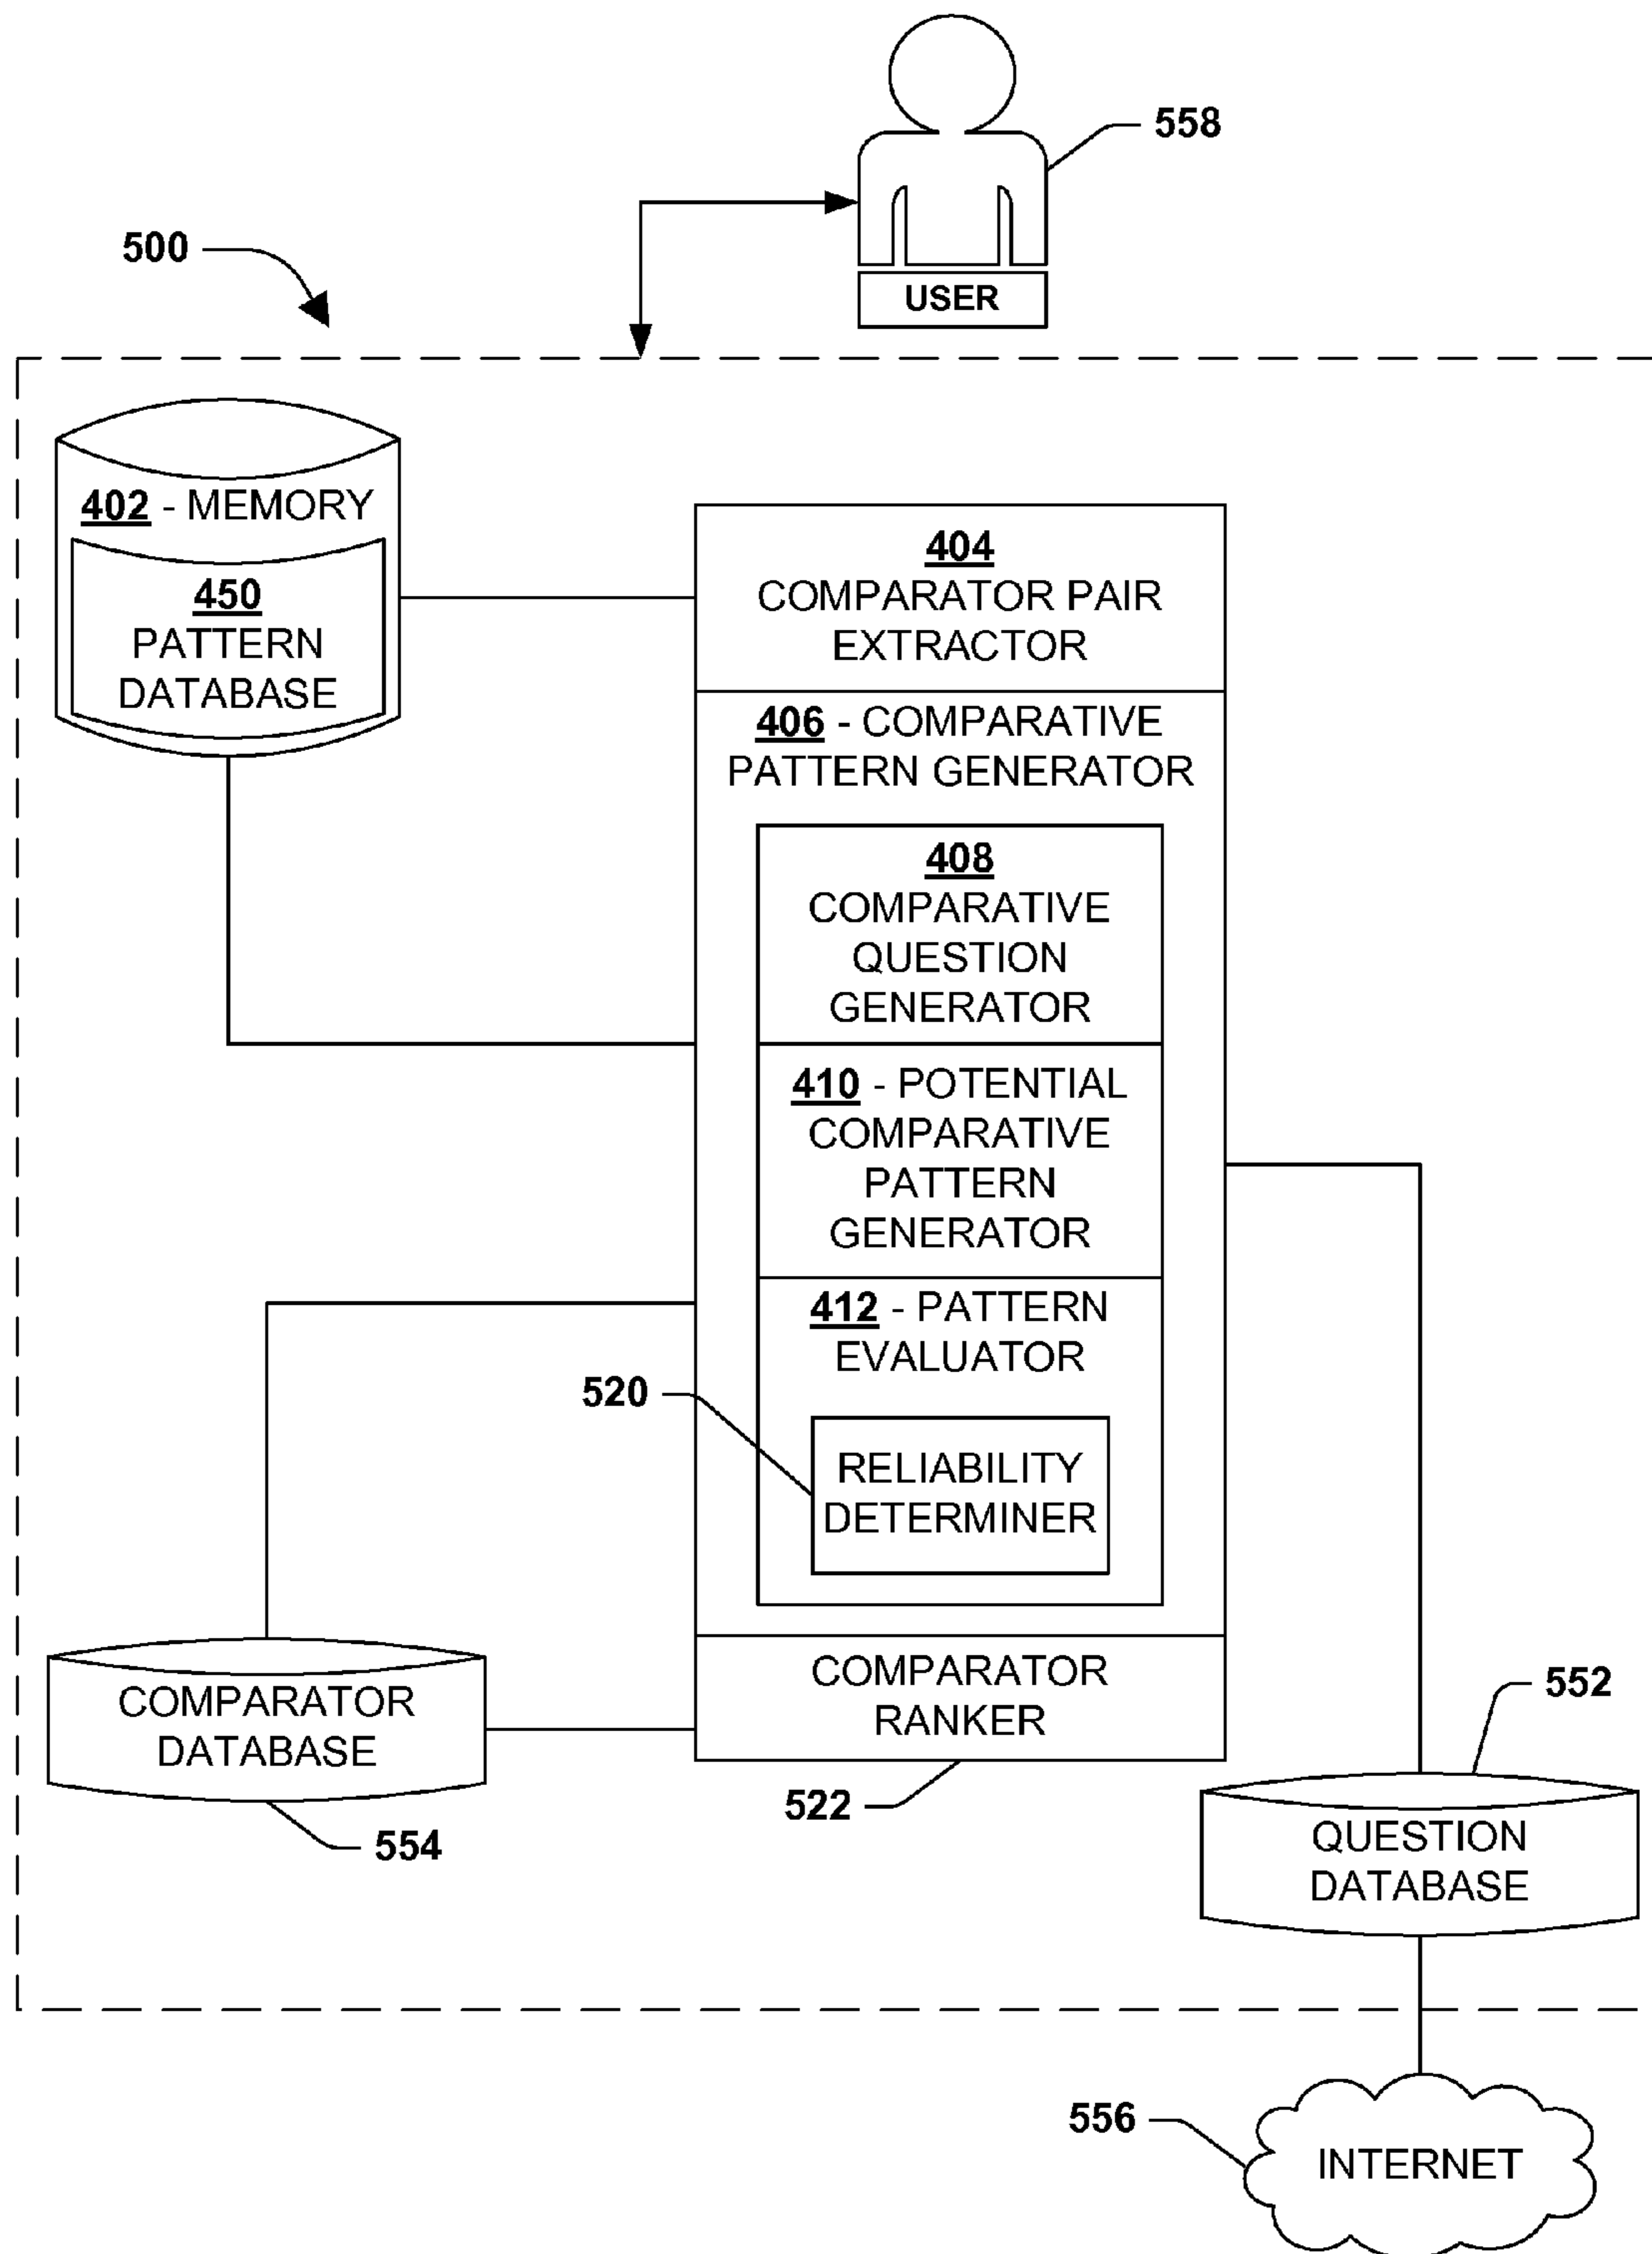 558
500
USER
402 - MEMORY
450
PATTERN
DATABASE
404
COMPARATOR PAIR
EXTRACTOR
406 - COMPARATIVE
PATTERN GENERATOR
408
COMPARATIVE
QUESTION
GENERATOR
410 - POTENTIAL
COMPARATIVE
PATTERN
GENERATOR
412 - PATTERN
EVALUATOR
520
RELIABILITY
DETERMINER
COMPARATOR
RANKER
522
COMPARATOR
DATABASE
554
552
QUESTION
DATABASE
556
INTERNET